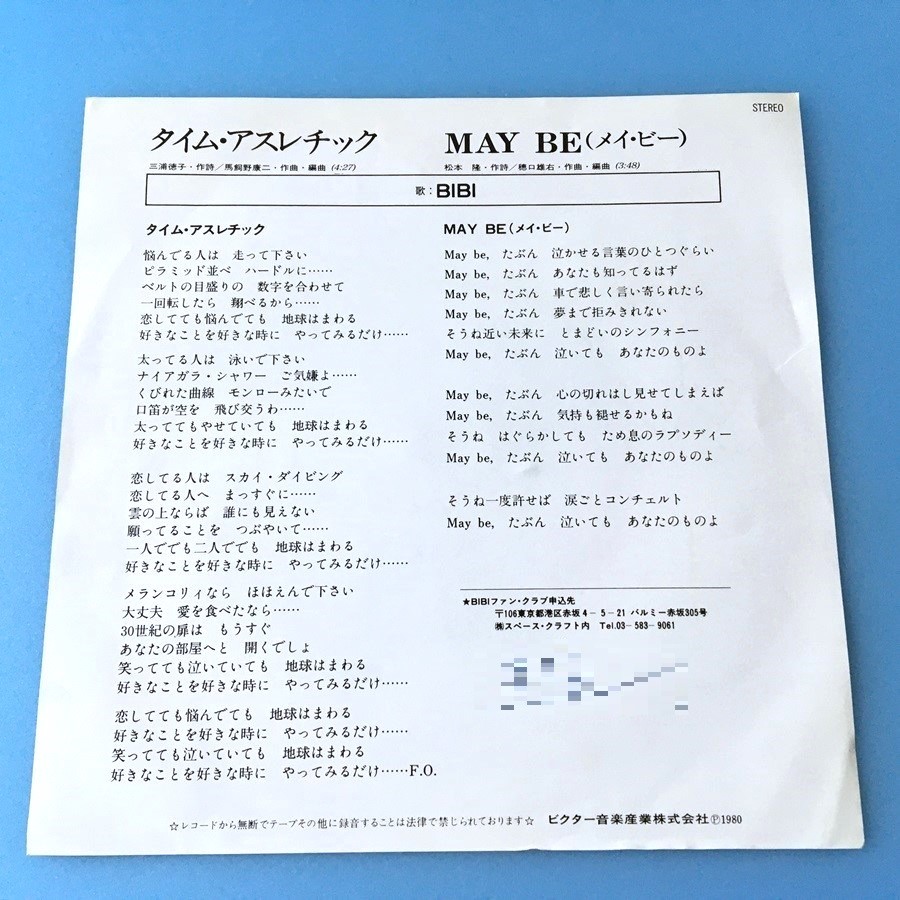 STEREO
タイム・アスレチック
三浦徳子・作詩／馬飼野康二・作曲・編曲 (4:27)
MAY BE(メイ・ビー)
松本 隆・作詩／穂口雄右・作曲・編曲 (3:48)
歌：BIBI
タイム・アスレチック
悩んでる人は 走って下さい
ピラミッド並べ ハードルに……
ベルトの目盛りの 数字を合わせて
一回転したら 翔べるから……
恋してても悩んでても 地球はまわる
好きなことを好きな時に やってみるだけ……
太ってる人は 泳いで下さい
ナイアガラ・シャワー ご気嫌よ……
くびれた曲線 モンローみたいで
口笛が空を 飛び交うわ……
太っててもやせていても 地球はまわる
好きなことを好きな時に やってみるだけ……
恋してる人は スカイ・ダイビング
恋してる人へ まっすぐに……
雲の上ならば 誰にも見えない
願ってることを つぶやいて……
一人ででも二人ででも 地球はまわる
好きなことを好きな時に やってみるだけ……
メランコリィなら ほほえんで下さい
大丈夫 愛を食べたなら……
30世紀の扉は もうすぐ
あなたの部屋へと 開くでしょ
笑ってても泣いていても 地球はまわる
好きなことを好きな時に やってみるだけ……
恋してても悩んでても 地球はまわる
好きなことを好きな時に やってみるだけ……
笑ってても泣いていても 地球はまわる
好きなことを好きな時に やってみるだけ……F.O.
MAY BE(メイ・ビー)
May be, たぶん 泣かせる言葉のひとつぐらい
May be, たぶん あなたも知ってるはず
May be, たぶん 車で悲しく言い寄られたら
May be, たぶん 夢まで拒みきれない
そうね近い未来に とまどいのシンフォニー
May be, たぶん 泣いても あなたのものよ
May be, たぶん 心の切れはし見せてしまえば
May be, たぶん 気持も褪せるかもね
そうね はぐらかしても ため息のラプソディー
May be, たぶん 泣いても あなたのものよ
そうね一度許せば 涙ごとコンチェルト
May be, たぶん 泣いても あなたのものよ
★BIBIファン・クラブ申込先
〒106東京都港区赤坂4－5－21 パルミー赤坂305号
㈱スペース・クラフト内 Tel.03－583－9061
☆レコードから無断でテープその他に録音することは法律で禁じられております☆ ビクター音楽産業株式会社Ⓟ1980